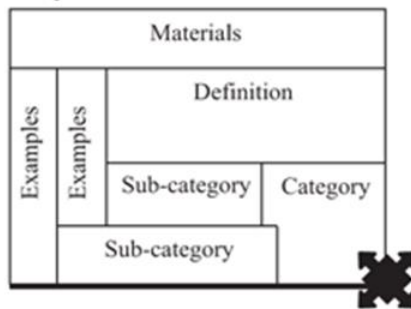 Materials
Definition
Examples
Examples
Sub-category
Category
Sub-category